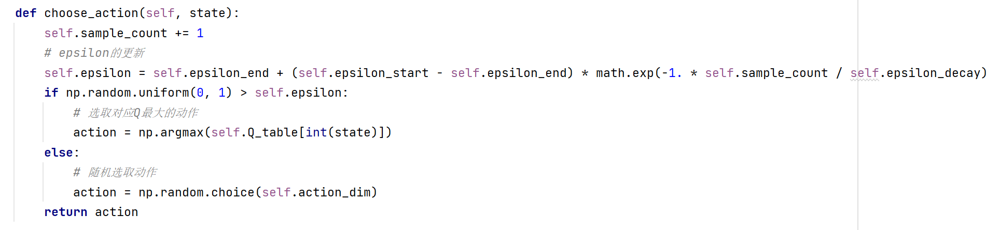 def choose_action(self, state):
    self.sample_count += 1
    # epsilon的更新
    self.epsilon = self.epsilon_end + (self.epsilon_start - self.epsilon_end) * math.exp(-1. * self.sample_count / self.epsilon_decay)
    if np.random.uniform(0, 1) > self.epsilon:
        # 选取对应Q最大的动作
        action = np.argmax(self.Q_table[int(state)])
    else:
        # 随机选取动作
        action = np.random.choice(self.action_dim)
    return action